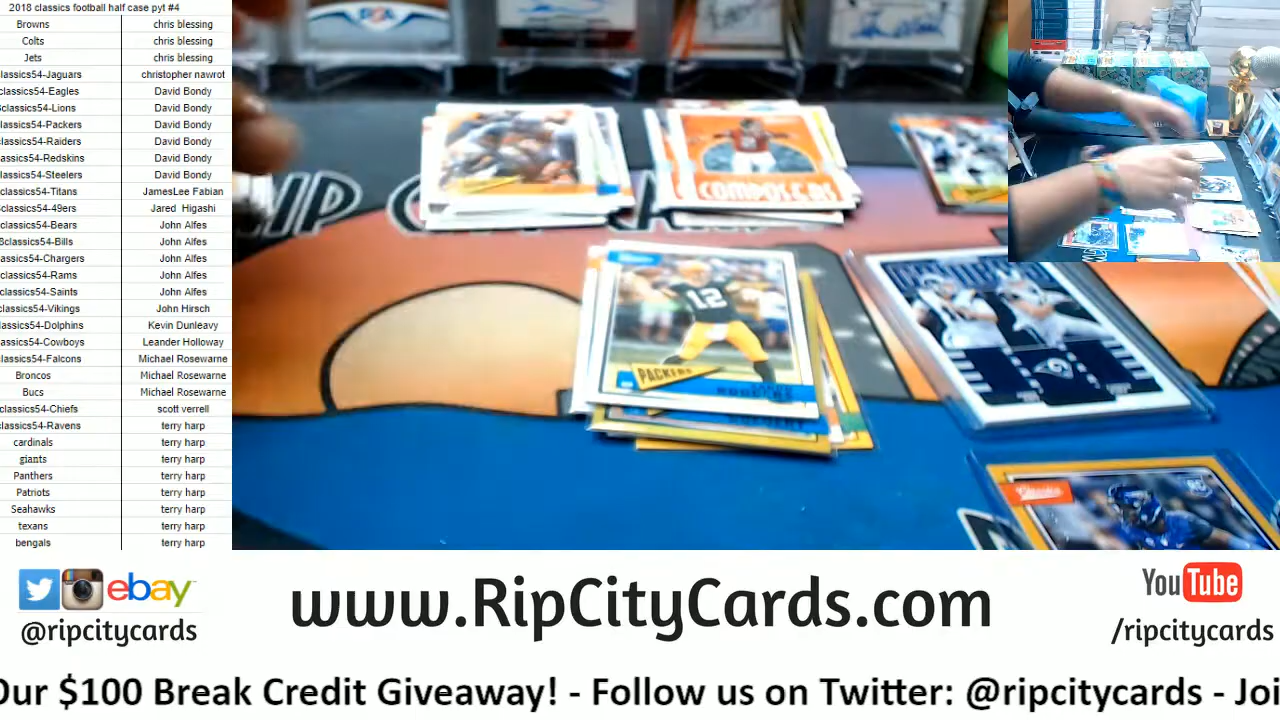 2018 classics football half case pyt #4
Browns chris blessing
Colts chris blessing
Jets chris blessing
classics54-Jaguars christopher nawrot
classics54-Eagles David Bondy
classics54-Lions David Bondy
classics54-Packers David Bondy
classics54-Raiders David Bondy
classics54-Redskins David Bondy
classics54-Steelers David Bondy
classics54-Titans JamesLee Fabian
classics54-49ers Jared Higashi
classics54-Bears John Alfes
8classics54-Bills John Alfes
classics54-Chargers John Alfes
classics54-Rams John Alfes
classics54-Saints John Alfes
classics54-Vikings John Hirsch
classics54-Dolphins Kevin Dunleavy
classics54-Cowboys Leander Holloway
classics54-Falcons Michael Rosewarne
Broncos Michael Rosewarne
Bucs Michael Rosewarne
classics54-Chiefs scott verrell
classics54-Ravens terry harp
cardinals terry harp
giants terry harp
Panthers terry harp
Patriots terry harp
Seahawks terry harp
texans terry harp
bengals terry harp
12
PACKERS
ebay
@ripcitycards
www.RipCityCards.com
YouTube
/ripcitycards
Our $100 Break Credit Giveaway! - Follow us on Twitter: @ripcitycards - Joi